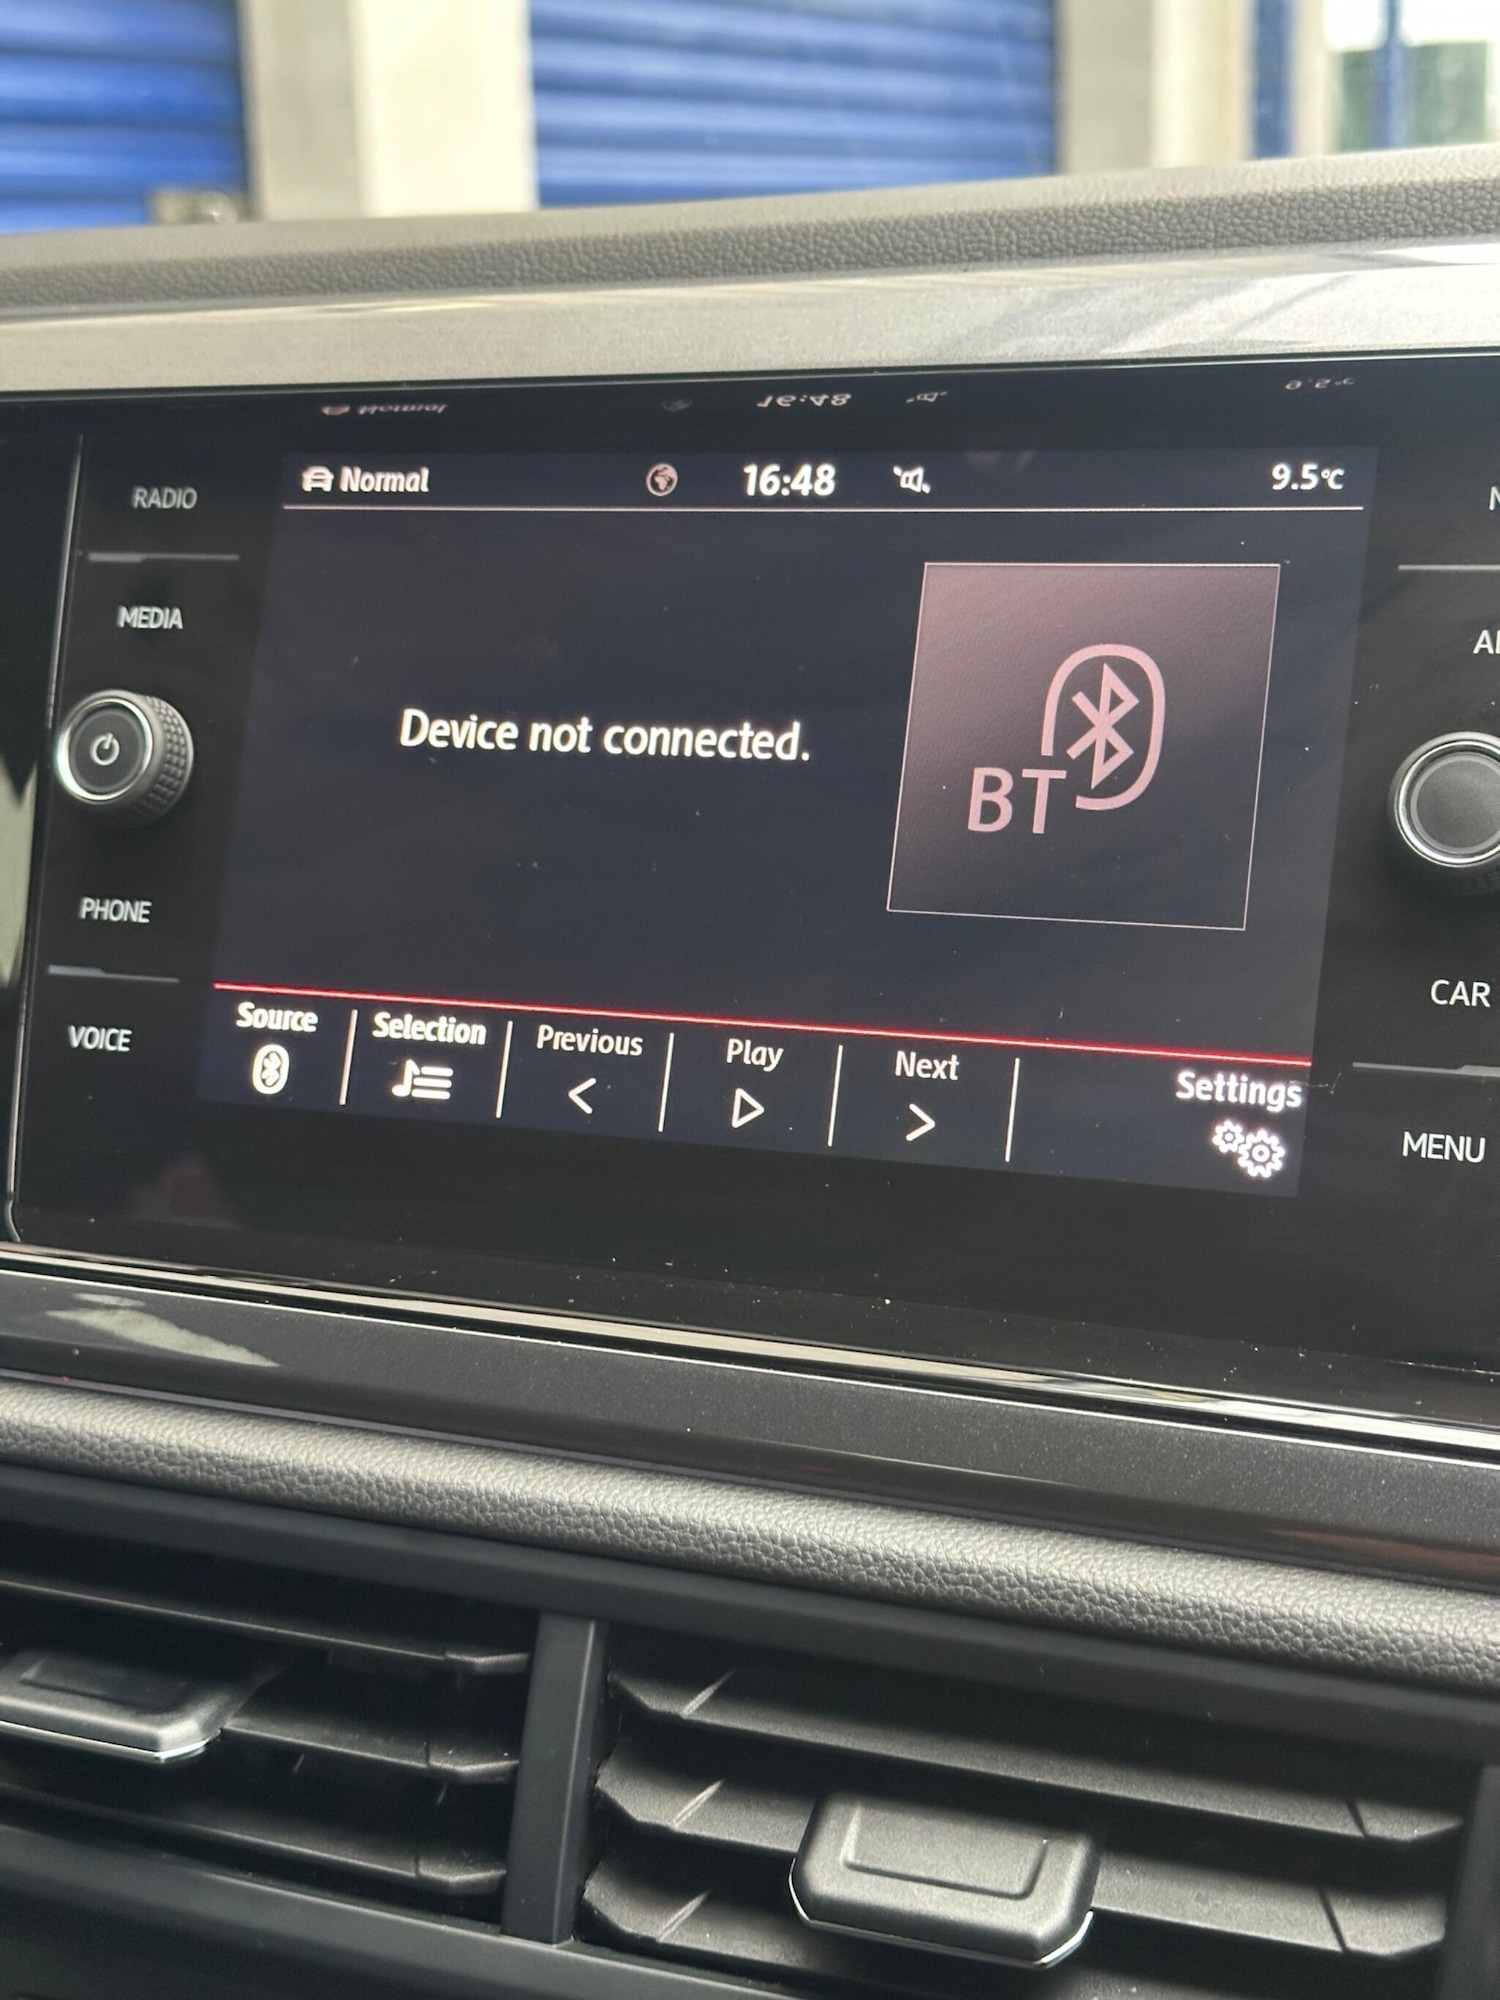 RADIO
MEDIA
PHONE
VOICE
Normal
16:48
9.5°C
Device not connected.
BT
Source
Selection
Previous
Play
Next
Settings
CAR
MENU